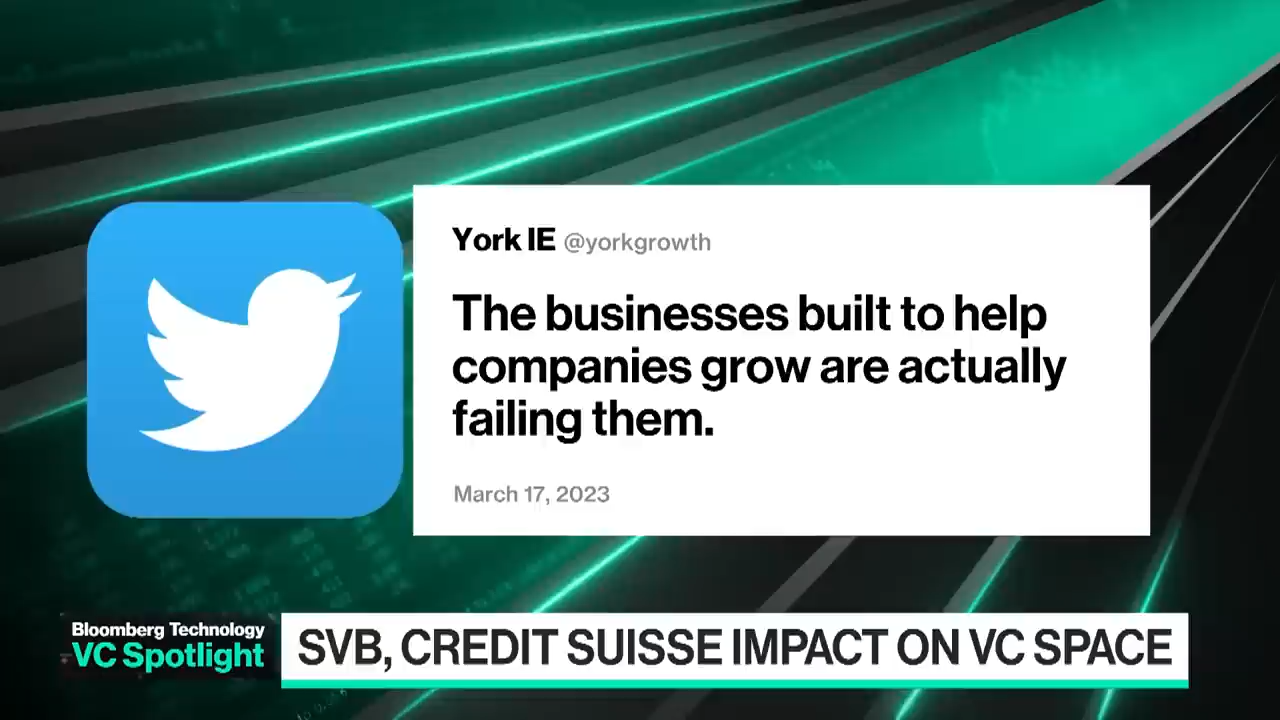 York IE @yorkgrowth
The businesses built to help
companies grow are actually
failing them.
March 17, 2023
Bloomberg Technology
VC Spotlight
SVB, CREDIT SUISSE IMPACT ON VC SPACE